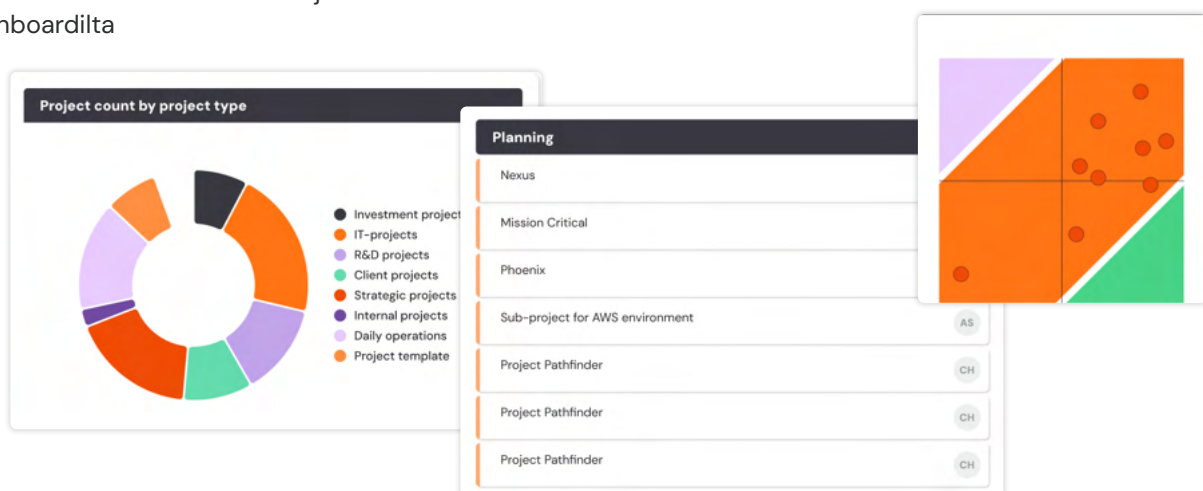 nboardilta
Project count by project type
Investment project
IT-projects
R&D projects
Client projects
Strategic projects
Internal projects
Daily operations
Project template
Planning
Nexus
Mission Critical
Phoenix
Sub-project for AWS environment
AS
Project Pathfinder
CH
Project Pathfinder
CH
Project Pathfinder
CH